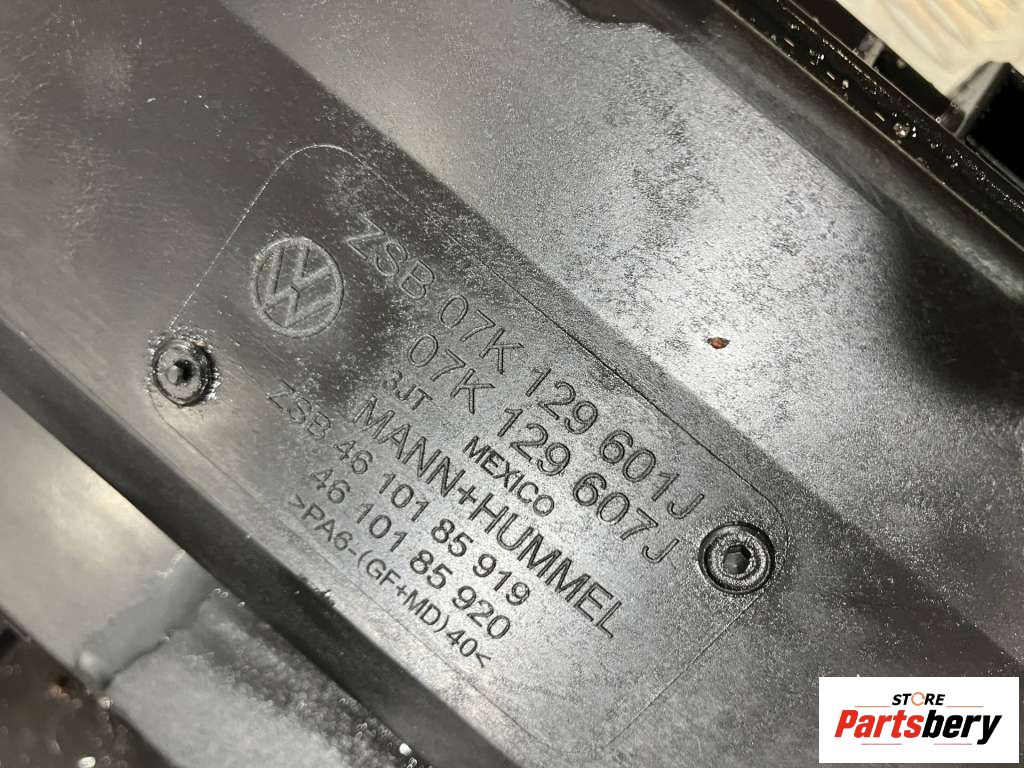 ZSB 07K 129 601J
07K 129 607J
3JT MEXICO
MANN+HUMMEL
ZSB 46 101 85 919
46 101 85 920
>PA6-(GF+MD)40<
STORE
Partsbery